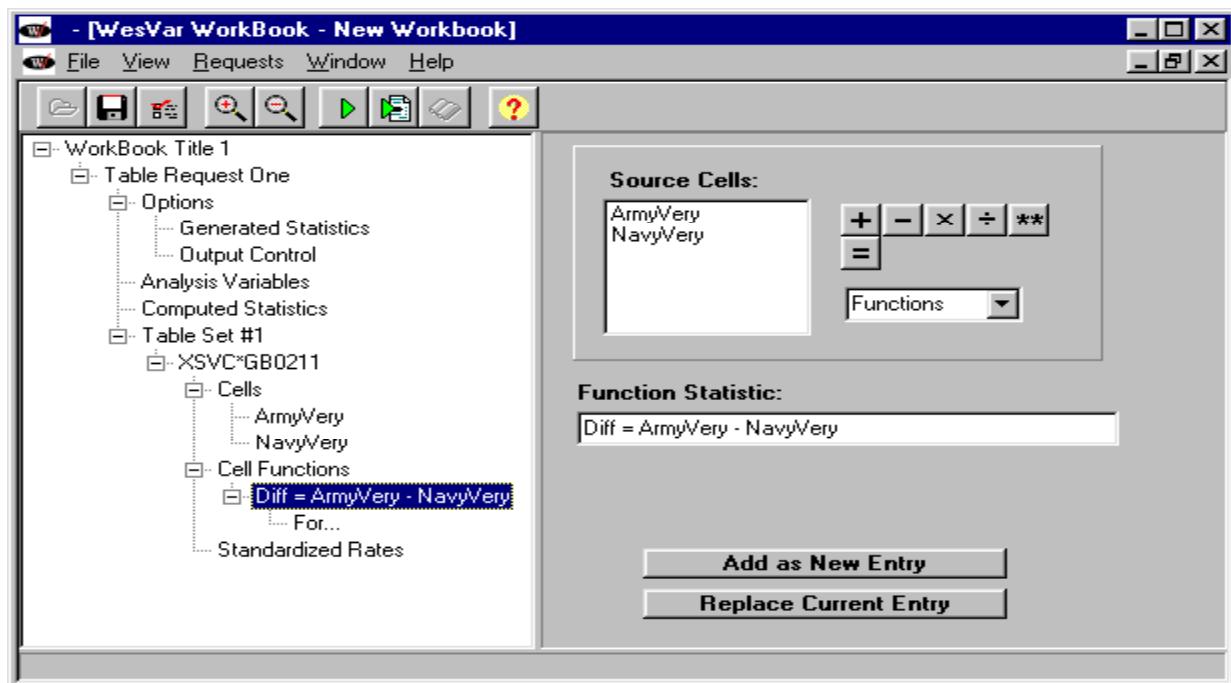 - [WesVar WorkBook - New Workbook]
File View Requests Window Help
WorkBook Title 1
Table Request One
Options
Generated Statistics
Output Control
Analysis Variables
Computed Statistics
Table Set #1
XSVC*GB0211
Cells
ArmyVery
NavyVery
Cell Functions
Diff = ArmyVery - NavyVery
For...
Standardized Rates
Source Cells:
ArmyVery
NavyVery
+ − × ÷ **
=
Functions
Function Statistic:
Diff = ArmyVery - NavyVery
Add as New Entry
Replace Current Entry